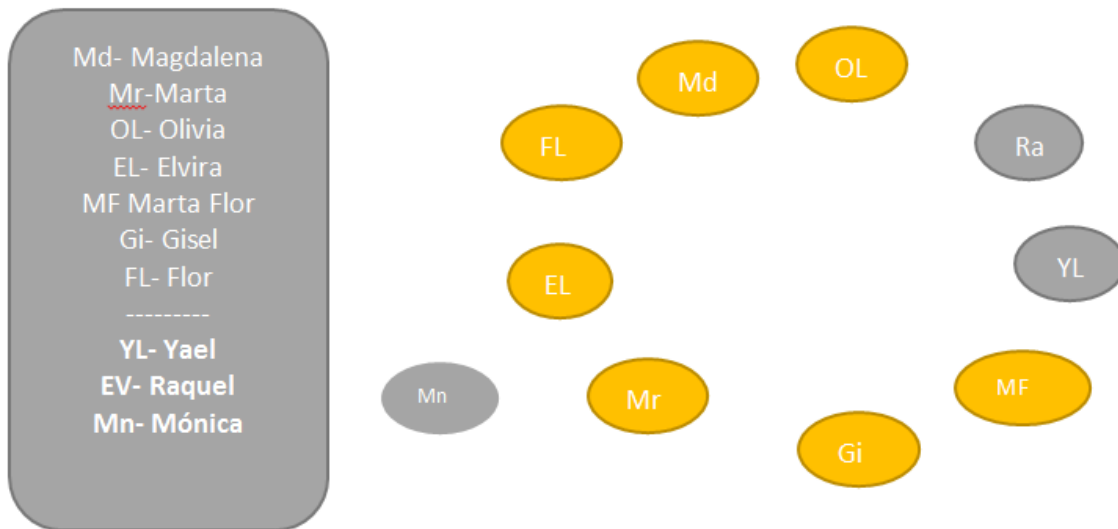 Md- Magdalena
Mr-Marta
OL- Olivia
EL- Elvira
MF Marta Flor
Gi- Gisel
FL- Flor
---------
YL- Yael
EV- Raquel
Mn- Mónica
OL
Md
FL
Ra
YL
EL
MF
Mn
Mr
Gi